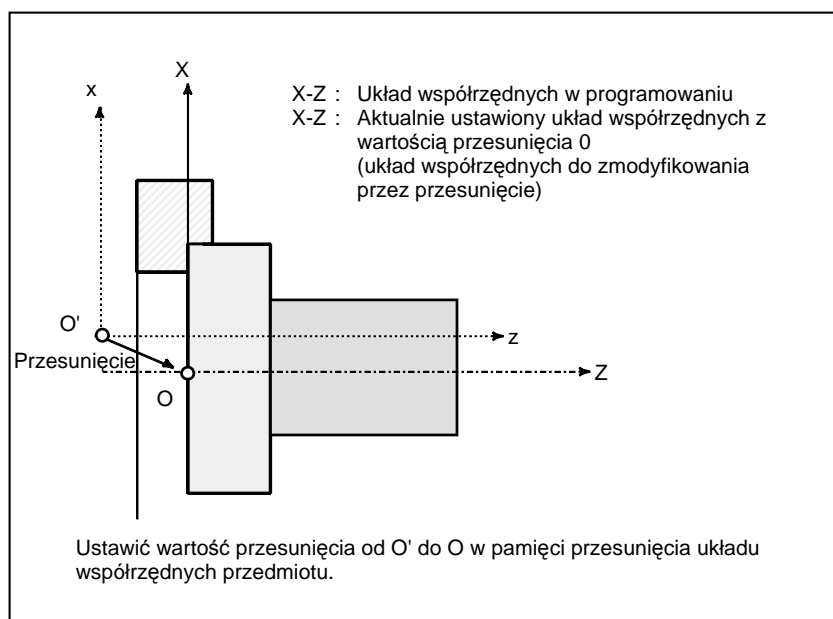 X
x
X-Z : Układ współrzędnych w programowaniu
X-Z : Aktualnie ustawiony układ współrzędnych z
wartością przesunięcia 0
(układ współrzędnych do zmodyfikowania
przez przesunięcie)
O'
z
Przesunięcie
Z
O
Ustawić wartość przesunięcia od O' do O w pamięci przesunięcia układu
współrzędnych przedmiotu.